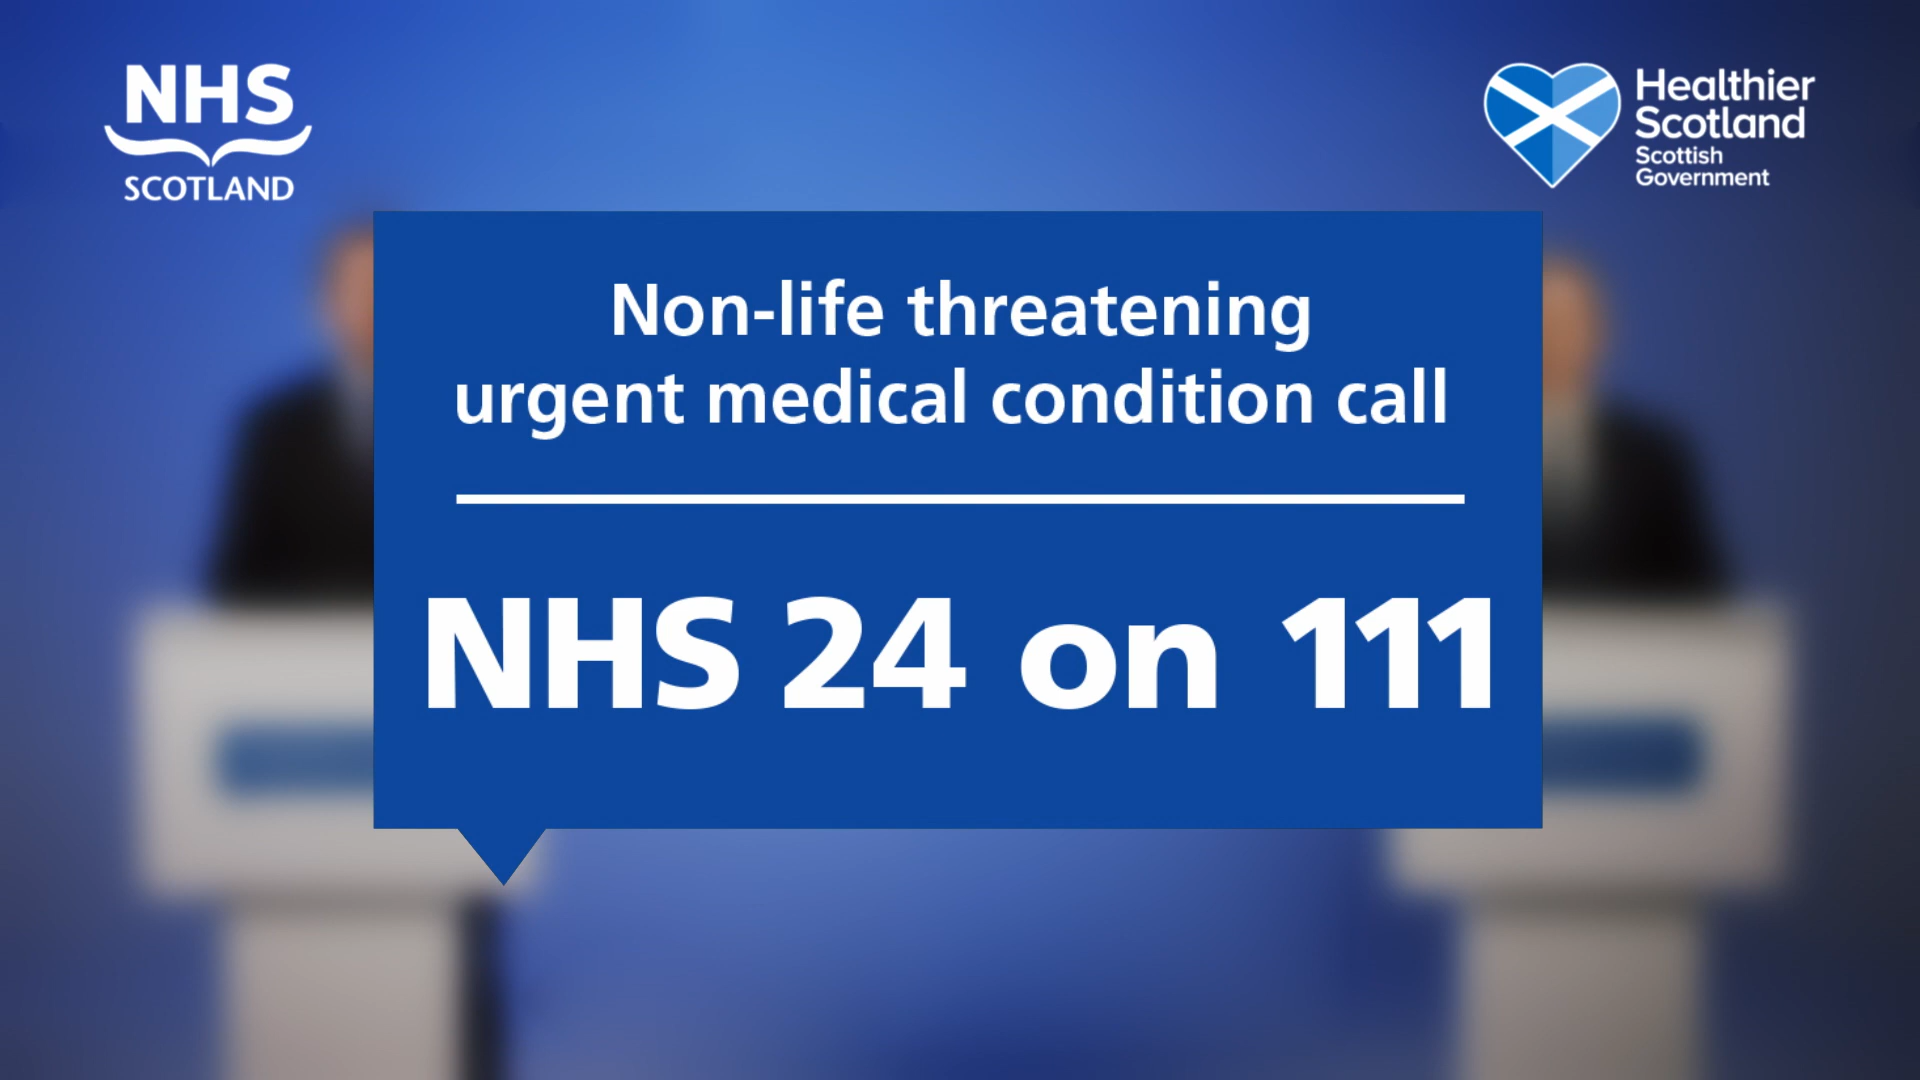 NHS
SCOTLAND
Healthier
Scotland
Scottish
Government
Non-life threatening
urgent medical condition call
NHS 24 on 111